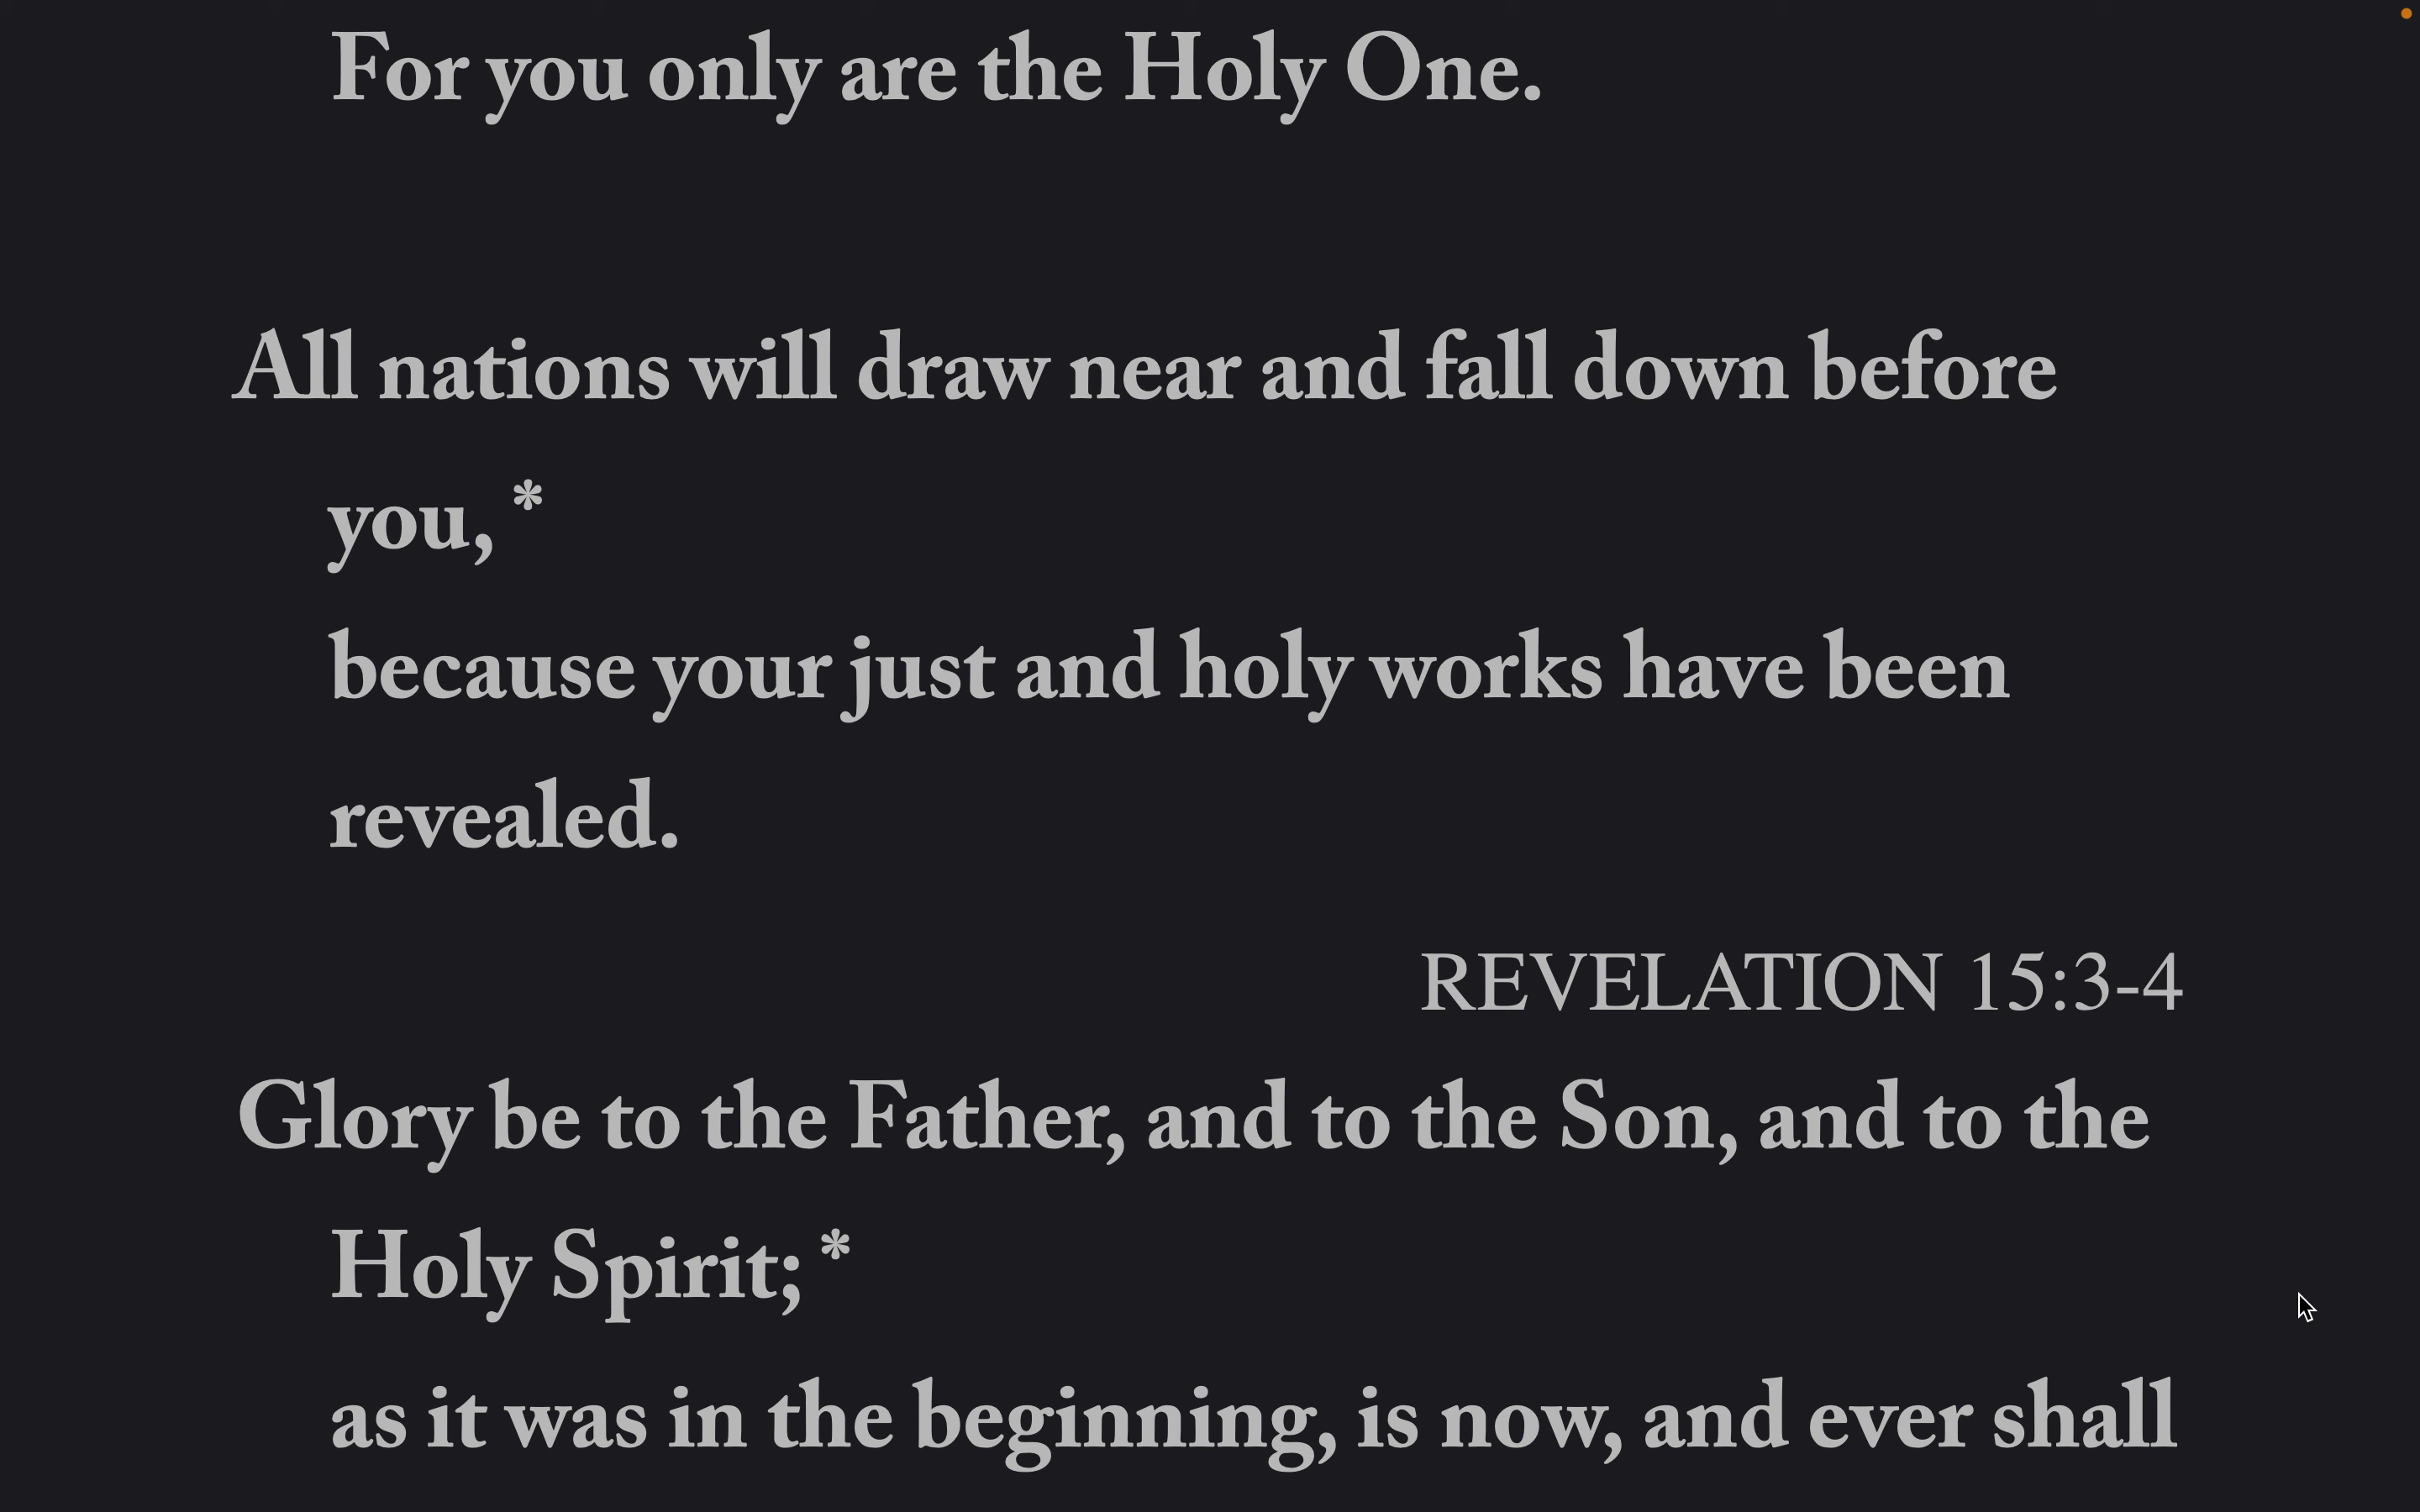 For you only are the Holy One.
All nations will draw near and fall down before
you,*
because your just and holy works have been
revealed.
REVELATION 15:3-4
Glory be to the Father, and to the Son, and to the
Holy Spirit;*
as it was in the beginning, is now, and ever shall